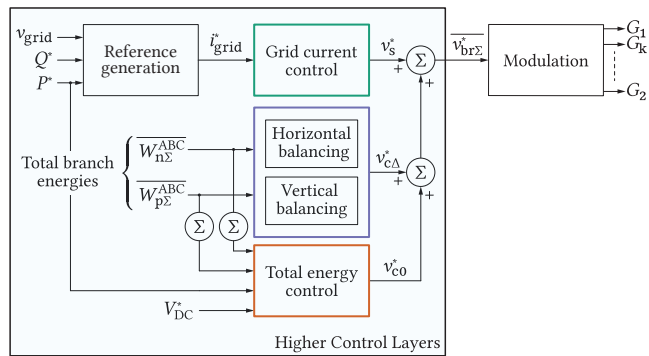 v_grid
Q*
P*
Reference
generation
i*_grid
Grid current
control
v*_s
+
Σ
+
v*_brΣ
Modulation
G_1
G_k
G_2
Total branch
energies
W^ABC_nΣ
W^ABC_pΣ
Horizontal
balancing
Vertical
balancing
v*_cΔ
+
Σ
+
Σ
Σ
Total energy
control
v*_c0
V*_DC
Higher Control Layers